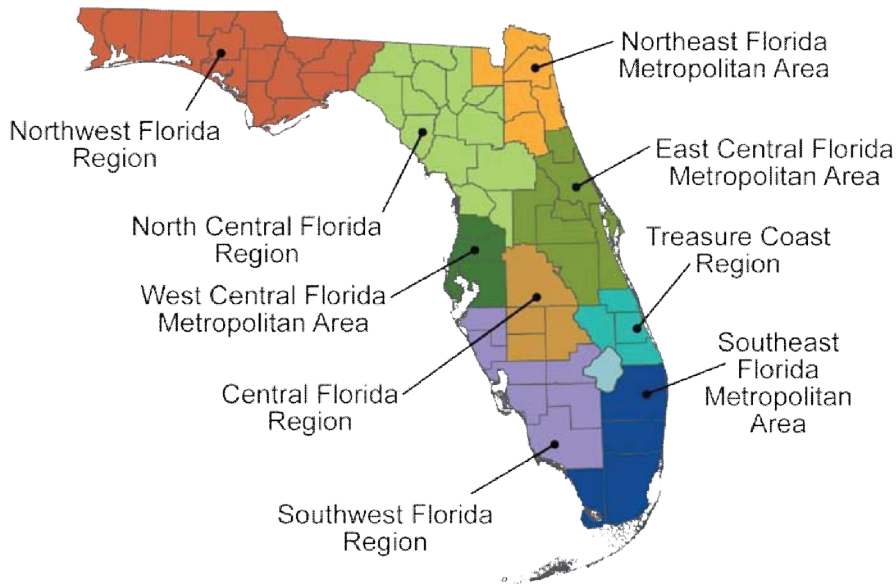 Northeast Florida
Metropolitan Area
Northwest Florida
Region
East Central Florida
Metropolitan Area
North Central Florida
Region
Treasure Coast
Region
West Central Florida
Metropolitan Area
Southeast
Florida
Metropolitan
Area
Central Florida
Region
Southwest Florida
Region